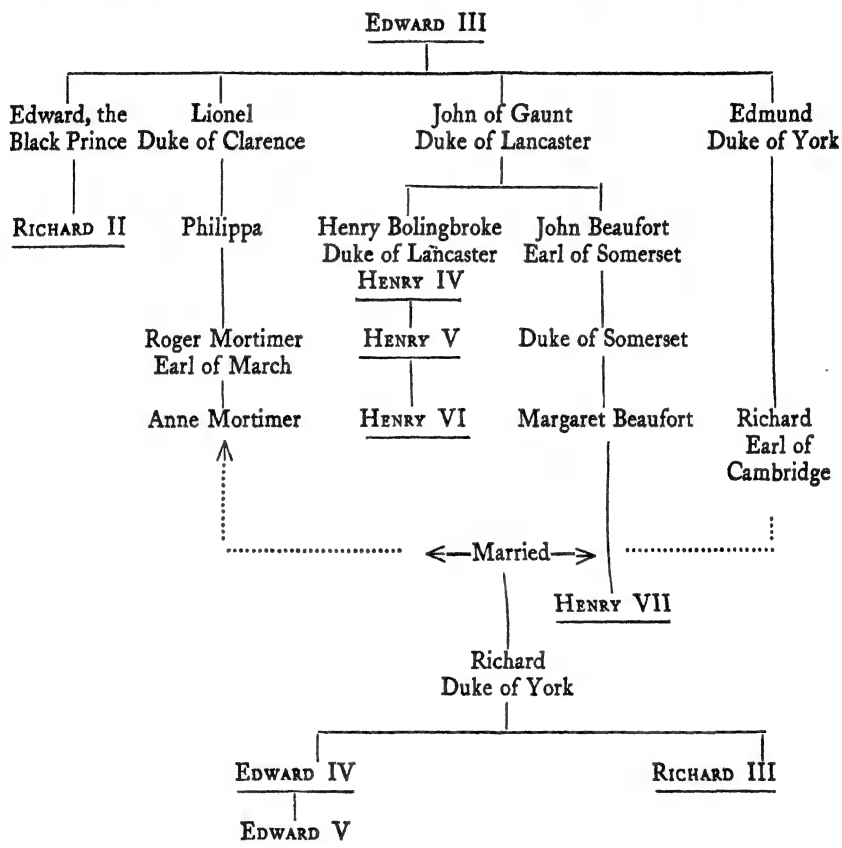 EDWARD III
Edward, the
Black Prince
Lionel
Duke of Clarence
John of Gaunt
Duke of Lancaster
Edmund
Duke of York
RICHARD II
Philippa
Henry Bolingbroke
Duke of Lancaster
HENRY IV
John Beaufort
Earl of Somerset
Roger Mortimer
Earl of March
HENRY V
Duke of Somerset
Anne Mortimer
HENRY VI
Margaret Beaufort
Richard
Earl of
Cambridge
Married
HENRY VII
Richard
Duke of York
EDWARD IV
RICHARD III
EDWARD V